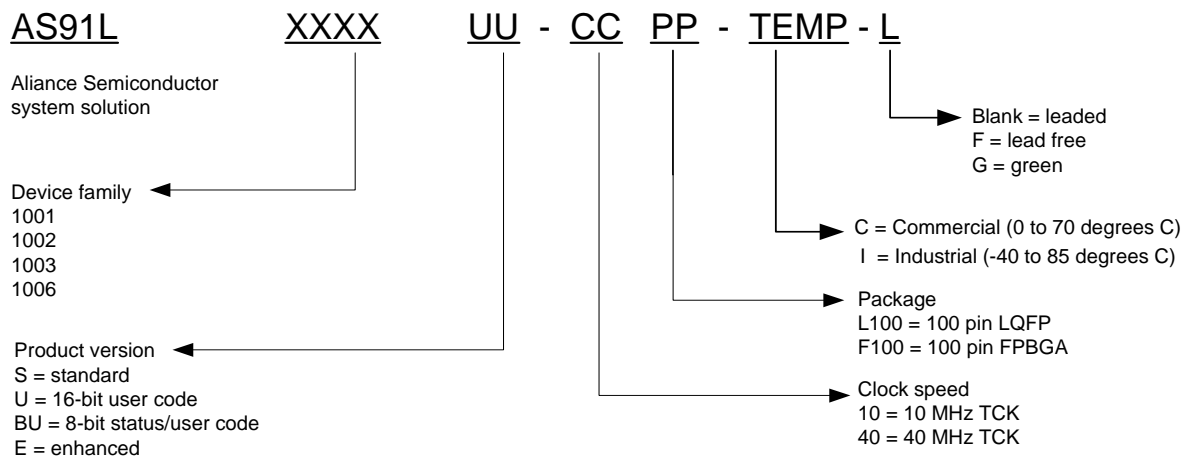 AS91L XXXX UU - CC PP - TEMP - L
Aliance Semiconductor
system solution
Blank = leaded
F = lead free
G = green
Device family
1001
1002
1003
1006
C = Commercial (0 to 70 degrees C)
I = Industrial (-40 to 85 degrees C)
Package
L100 = 100 pin LQFP
F100 = 100 pin FPBGA
Product version
S = standard
U = 16-bit user code
BU = 8-bit status/user code
E = enhanced
Clock speed
10 = 10 MHz TCK
40 = 40 MHz TCK